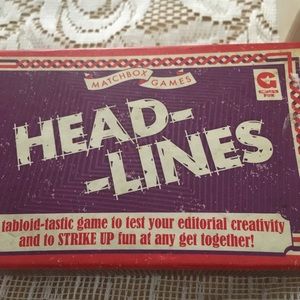 MATCHBOX GAMES
G
FUN
HEAD-
-LINES
tabloid-tastic game to test your editorial creativity
and to STRIKE UP fun at any get together!